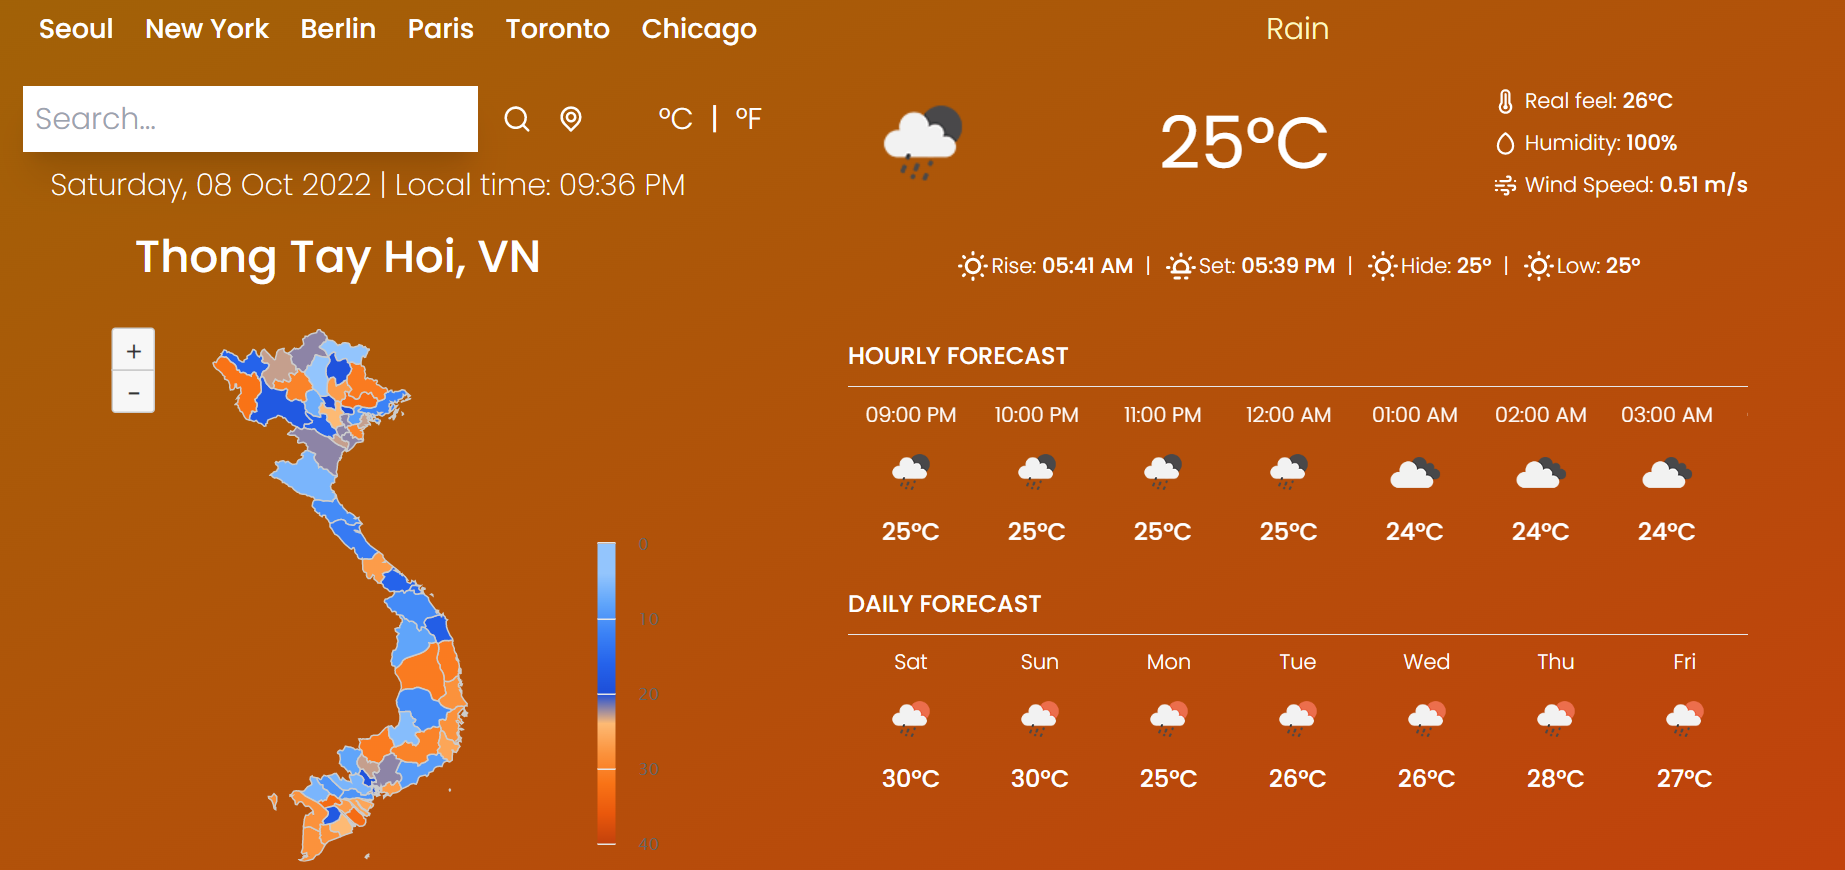 Seoul New York Berlin Paris Toronto Chicago
Search...
°C | °F
Saturday, 08 Oct 2022 | Local time: 09:36 PM
Thong Tay Hoi, VN
+
−
0
10
20
30
40
Rain
25°C
Real feel: 26°C
Humidity: 100%
Wind Speed: 0.51 m/s
Rise: 05:41 AM | Set: 05:39 PM | Hide: 25° | Low: 25°
HOURLY FORECAST
09:00 PM 10:00 PM 11:00 PM 12:00 AM 01:00 AM 02:00 AM 03:00 AM
25°C 25°C 25°C 25°C 24°C 24°C 24°C
DAILY FORECAST
Sat Sun Mon Tue Wed Thu Fri
30°C 30°C 25°C 26°C 26°C 28°C 27°C